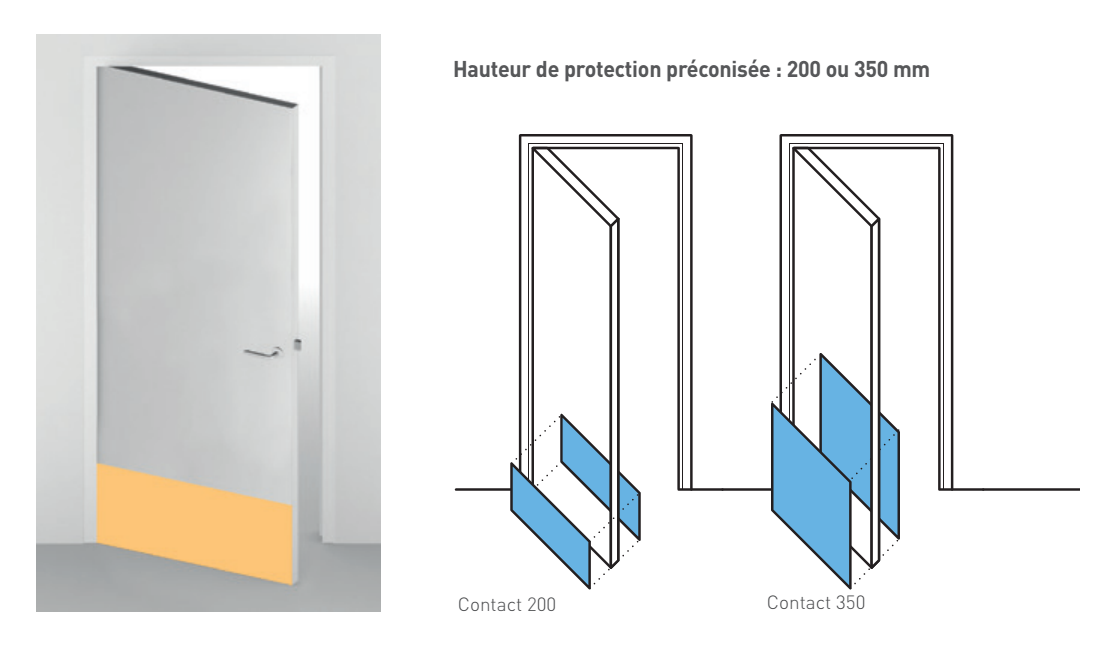 Hauteur de protection préconisée : 200 ou 350 mm
Contact 200
Contact 350